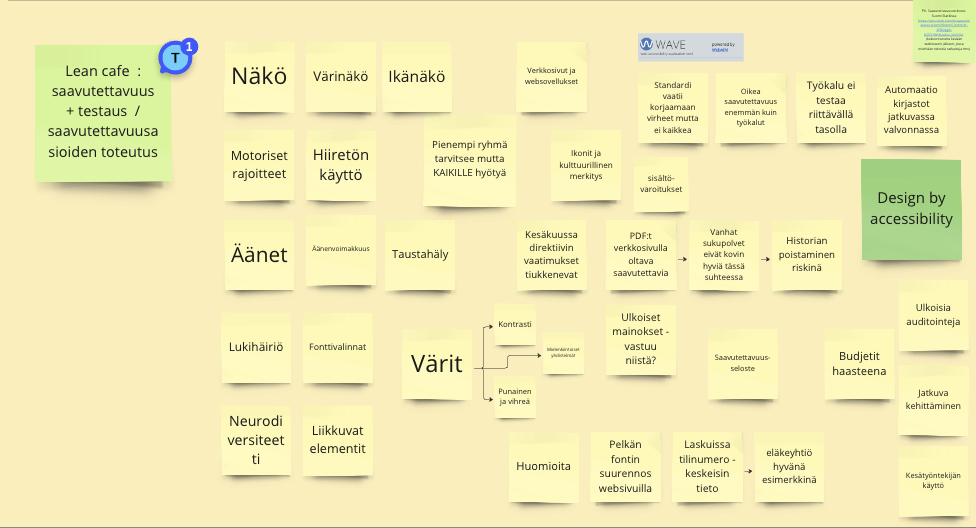 Lean cafe :
saavutettavuus
+ testaus /
saavutettavuusa
sioiden toteutus
T
1
Näkö
Värinäkö
Ikänäkö
Verkkosivut ja
websovellukset
WAVE
powered by
WebAIM
Standardi
vaatii
korjaamaan
virheet mutta
ei kaikkea
Oikea
saavutettavuus
enemmän kuin
työkalut
Työkalu ei
testaa
riittävällä
tasolla
Automaatio
kirjastot
jatkuvassa
valvonnassa
Motoriset
rajoitteet
Hiiretön
käyttö
Pienempi ryhmä
tarvitsee mutta
KAIKILLE hyötyä
Ikonit ja
kulttuurillinen
merkitys
sisältö-
varoitukset
Design by
accessibility
Äänet
Äänenvoimakkuus
Taustahäly
Kesäkuussa
direktiivin
vaatimukset
tiukkenevat
PDF:t
verkkosivulla
oltava
saavutettavia
Vanhat
sukupolvet
eivät kovin
hyviä tässä
suhteessa
Historian
poistaminen
riskinä
Lukihäiriö
Fonttivalinnat
Värit
Kontrasti
Punainen
ja vihreä
Ulkoiset
mainokset -
vastuu
niistä?
Saavutettavuus-
seloste
Budjetit
haasteena
Ulkoisia
auditointeja
Jatkuva
kehittäminen
Kesätyöntekijän
käyttö
Neurodi
versiteet
ti
Liikkuvat
elementit
Huomioita
Pelkän
fontin
suurennos
websivuilla
Laskuissa
tilinumero -
keskeisin
tieto
eläkeyhtiö
hyvänä
esimerkkinä